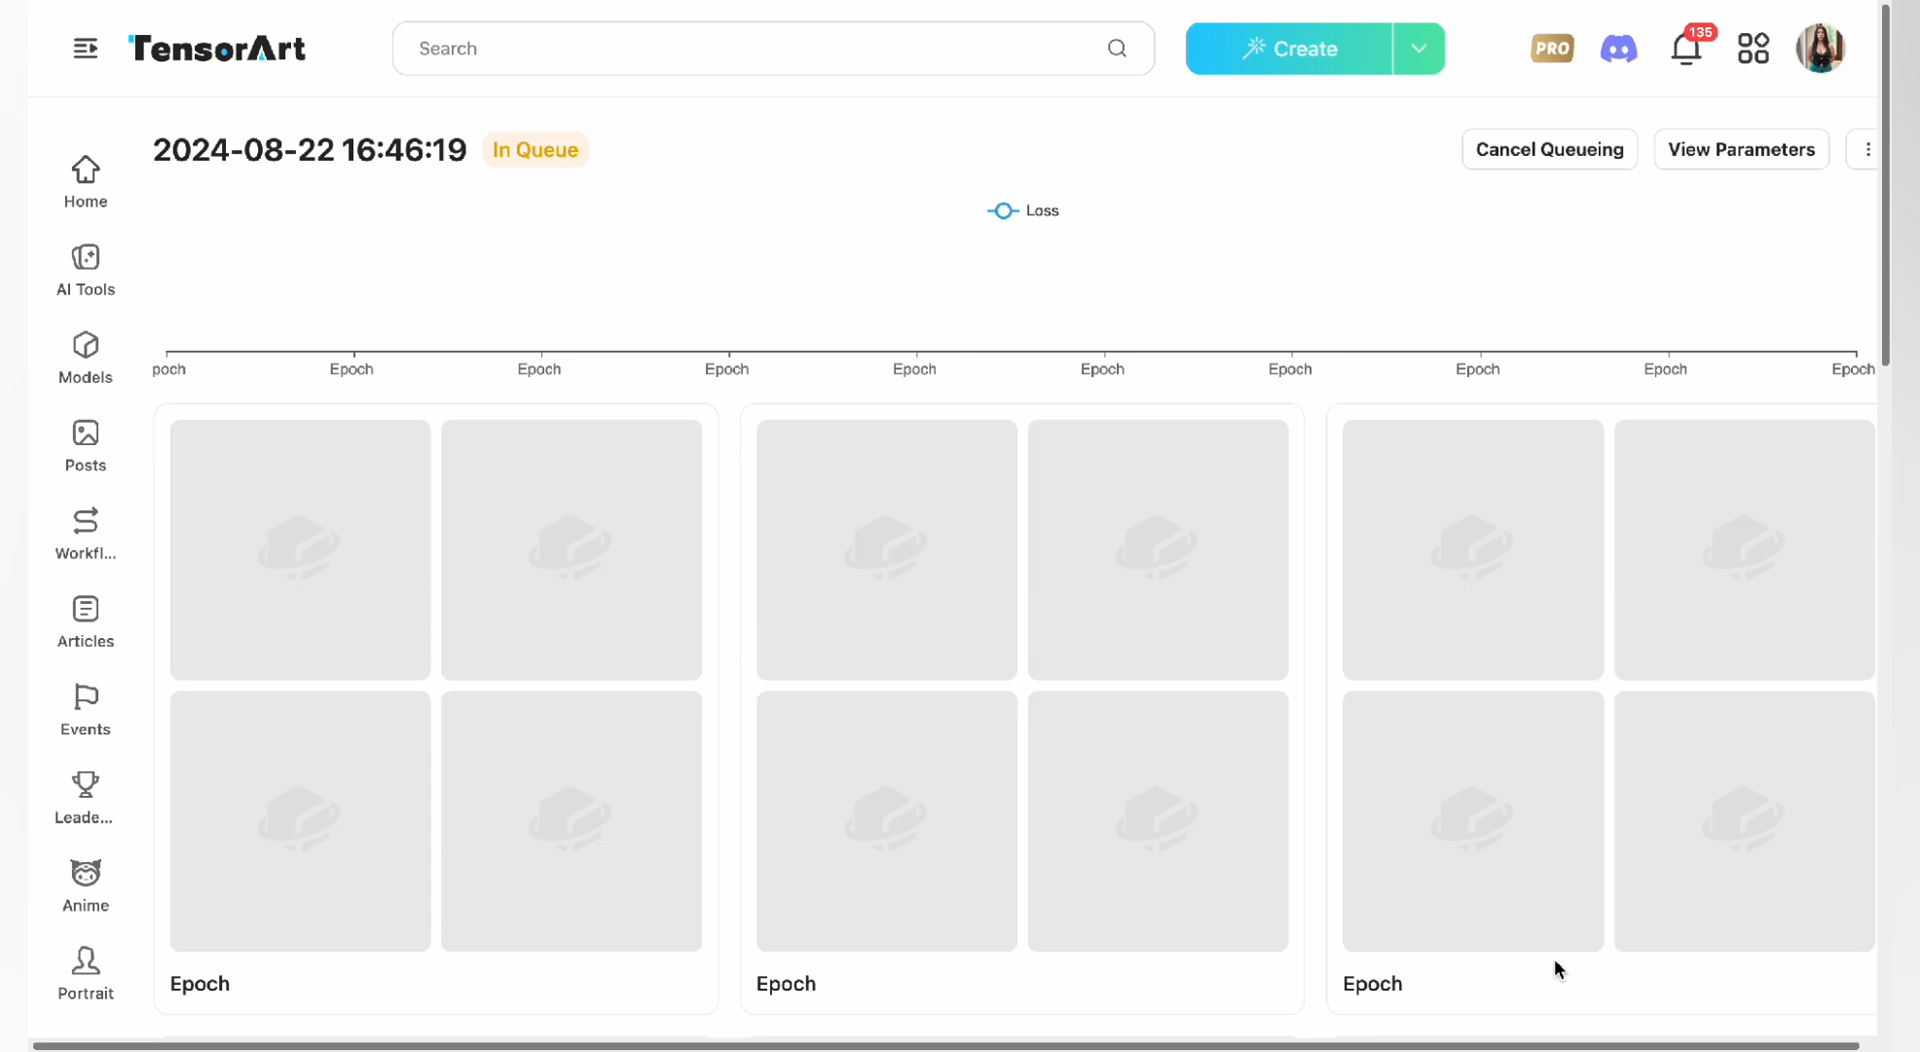 TensorArt
Search
Create
PRO
135
2024-08-22 16:46:19
In Queue
Cancel Queueing
View Parameters
Loss
poch
Epoch
Epoch
Epoch
Epoch
Epoch
Epoch
Epoch
Epoch
Epoch
Home
AI Tools
Models
Posts
Workfl...
Articles
Events
Leade...
Anime
Portrait
Epoch
Epoch
Epoch